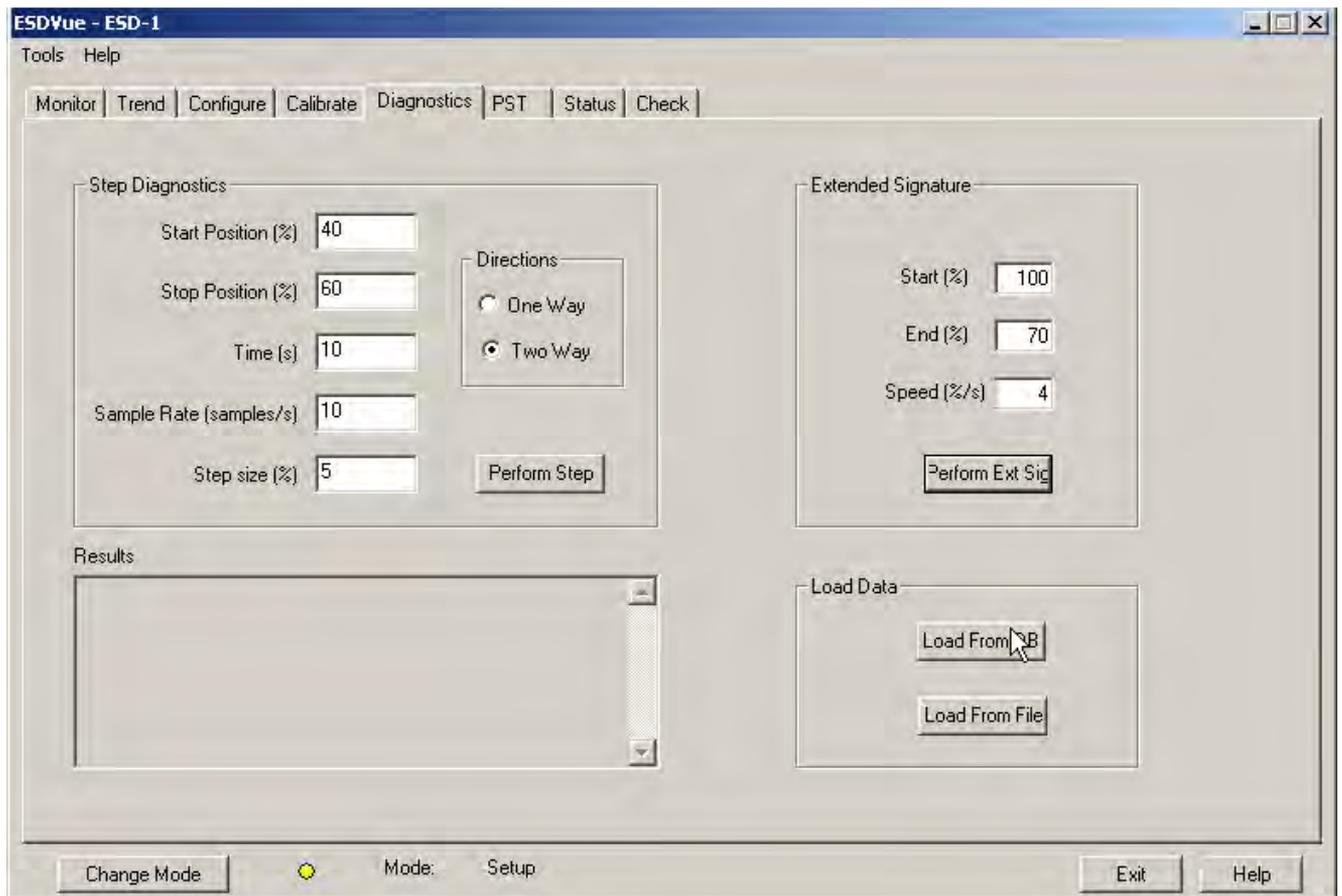 ESDVue - ESD-1
Tools Help
Monitor Trend Configure Calibrate Diagnostics PST Status Check
Step Diagnostics
Start Position (%) 40
Stop Position (%) 60
Time (s) 10
Sample Rate (samples/s) 10
Step size (%) 5
Directions
One Way
Two Way
Perform Step
Extended Signature
Start (%) 100
End (%) 70
Speed (%/s) 4
Perform Ext Sig
Results
Load Data
Load From DB
Load From File
Change Mode Mode: Setup Exit Help